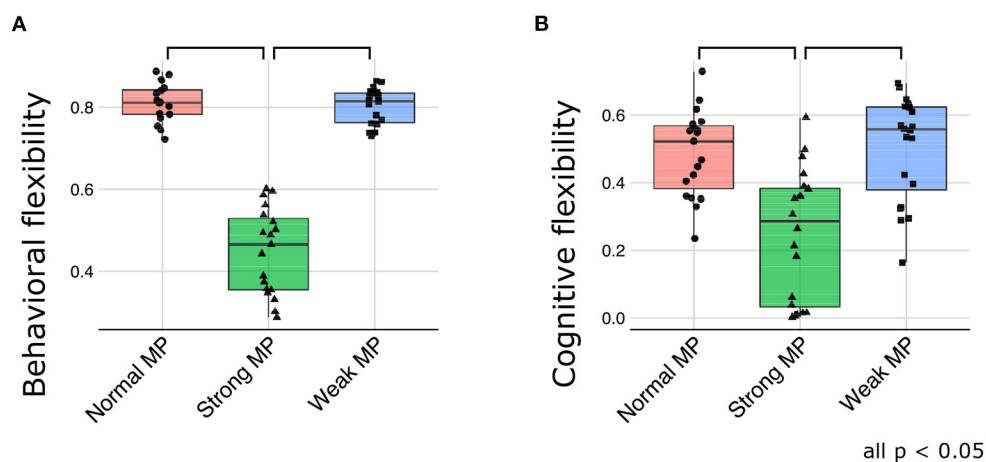 A
Behavioral flexibility
0.8
0.6
0.4
Normal MP
Strong MP
Weak MP
B
Cognitive flexibility
0.6
0.4
0.2
0.0
Normal MP
Strong MP
Weak MP
all p < 0.05